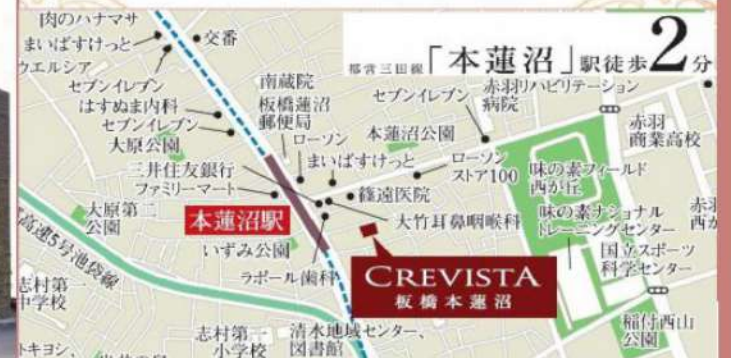 肉のハナマサ
まいばすけっと
ウエルシア
交番
都営三田線「本蓮沼」駅徒歩2分
セブンイレブン
はすぬま内科
セブンイレブン
大原公園
南蔵院
板橋蓮沼
郵便局
ローソン
まいばすけっと
本蓮沼公園
セブンイレブン
赤羽リハビリテーション
病院
赤羽
商業高校
三井住友銀行
ファミリーマート
ローソン
ストア100
篠遠医院
大竹耳鼻咽喉科
味の素フィールド
西が丘
味の素ナショナル
トレーニングセンター
国立スポーツ
科学センター
大原第二
公園
本蓮沼駅
いずみ公園
ラポール歯科
高速5号池袋線
CREVISTA
板橋本蓮沼
志村第一
中学校
志村第一
小学校
清水地域センター、
図書館
稲付西山
公園